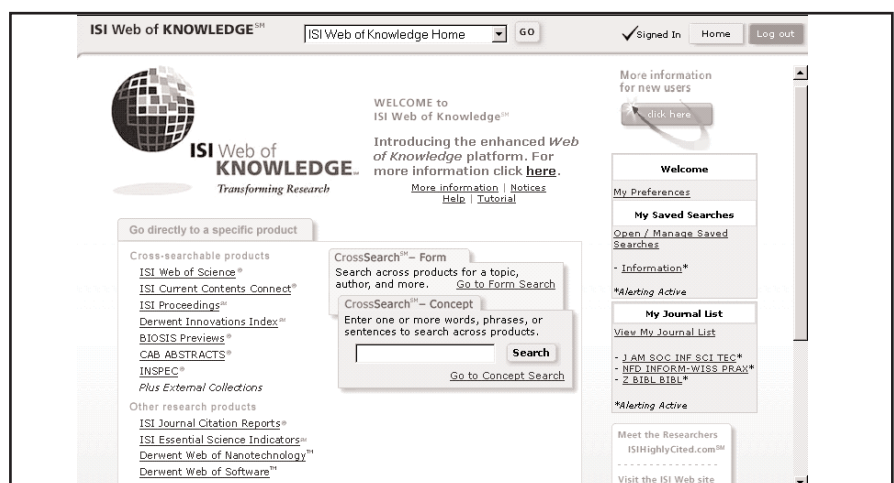 ISI Web of KNOWLEDGE℠
ISI Web of Knowledge Home
GO
Signed In
Home
Log out
ISI Web of
KNOWLEDGE℠
Transforming Research
WELCOME to
ISI Web of Knowledge℠
Introducing the enhanced Web
of Knowledge platform. For
more information click here.
More information | Notices
Help | Tutorial
More information
for new users
click here
Go directly to a specific product
Cross-searchable products
ISI Web of Science®
ISI Current Contents Connect®
ISI Proceedings℠
Derwent Innovations Index℠
BIOSIS Previews®
CAB ABSTRACTS®
INSPEC®
Plus External Collections
Other research products
ISI Journal Citation Reports®
ISI Essential Science Indicators℠
Derwent Web of Nanotechnology™
Derwent Web of Software™
CrossSearch℠– Form
Search across products for a topic,
author, and more. Go to Form Search
CrossSearch℠– Concept
Enter one or more words, phrases, or
sentences to search across products.
Search
Go to Concept Search
Welcome
My Preferences
My Saved Searches
Open / Manage Saved
Searches
- Information*
*Alerting Active
My Journal List
View My Journal List
- J AM SOC INF SCI TEC*
- NFD INFORM-WISS PRAX*
- Z BIBL BIBL*
*Alerting Active
Meet the Researchers
ISIHighlyCited.com℠
Visit the ISI Web site